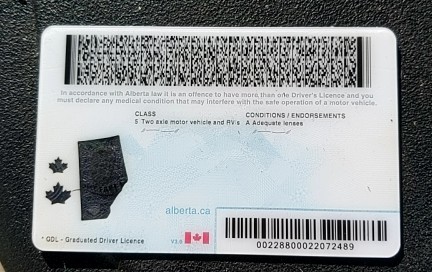 In accordance with Alberta law it is an offence to have more than one Driver's Licence and you
must declare any medical condition that may interfere with the safe operation of a motor vehicle.
CLASS
5 Two axle motor vehicle and RV's
CONDITIONS / ENDORSEMENTS
A Adequate lenses
alberta.ca
* GDL - Graduated Driver Licence
V3.0
00228800022072489